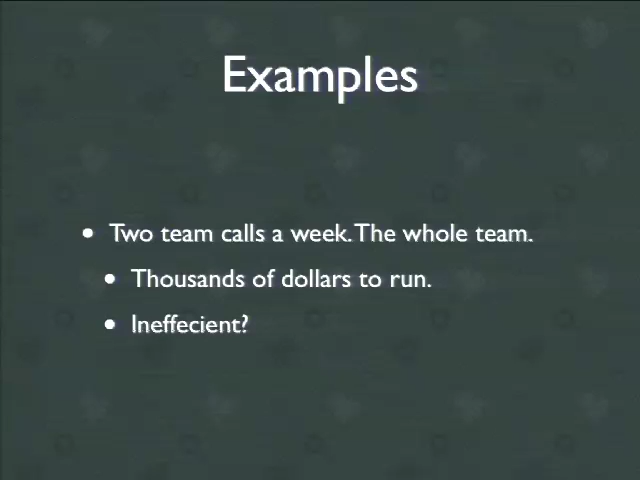 Examples
• Two team calls a week. The whole team.
• Thousands of dollars to run.
• Ineffecient?